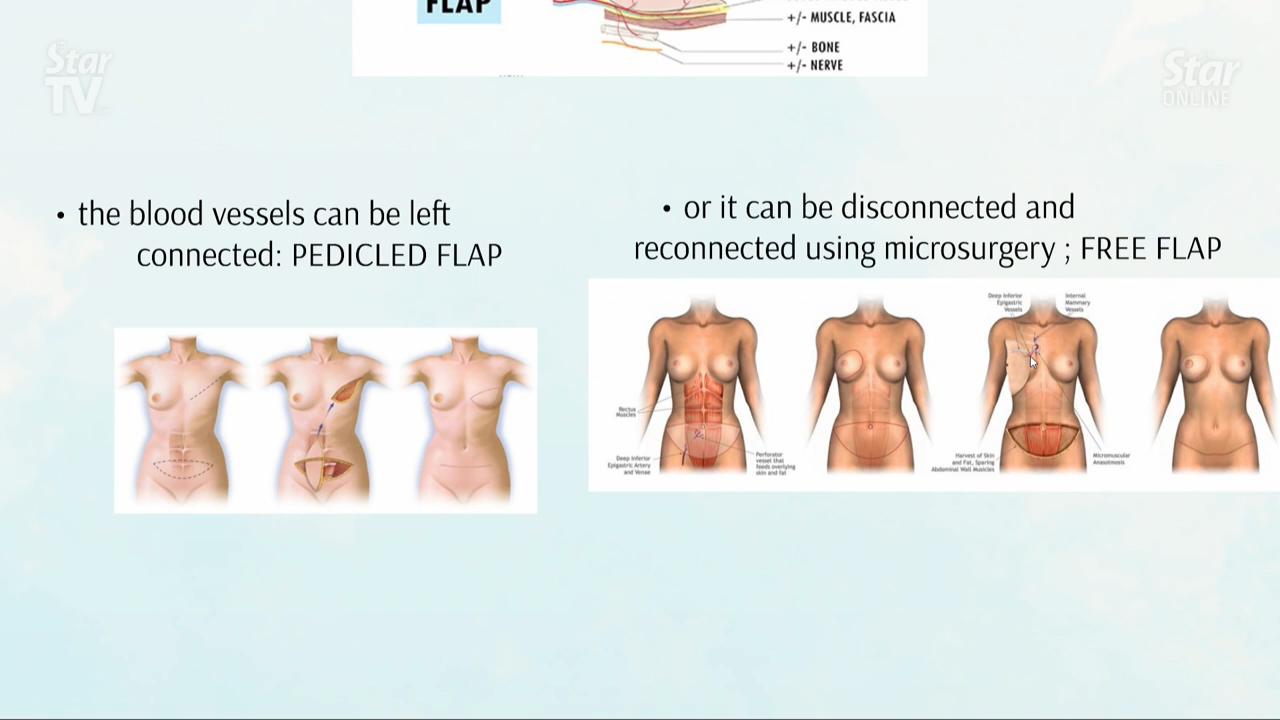 FLAP
+/- MUSCLE, FASCIA
+/- BONE
+/- NERVE
Star
TV
Star
ONLINE
• the blood vessels can be left
connected: PEDICLED FLAP
• or it can be disconnected and
reconnected using microsurgery ; FREE FLAP
Deep Inferior
Epigastric
Vessels
Internal
Mammary
Vessels
Rectus
Muscles
Deep Inferior
Epigastric Artery
and Venae
Perforator
vessel that
feeds overlying
skin and fat
Harvest of Skin
and Fat, Sparing
Abdominal Wall Muscles
Micromuscular
Anastmosis